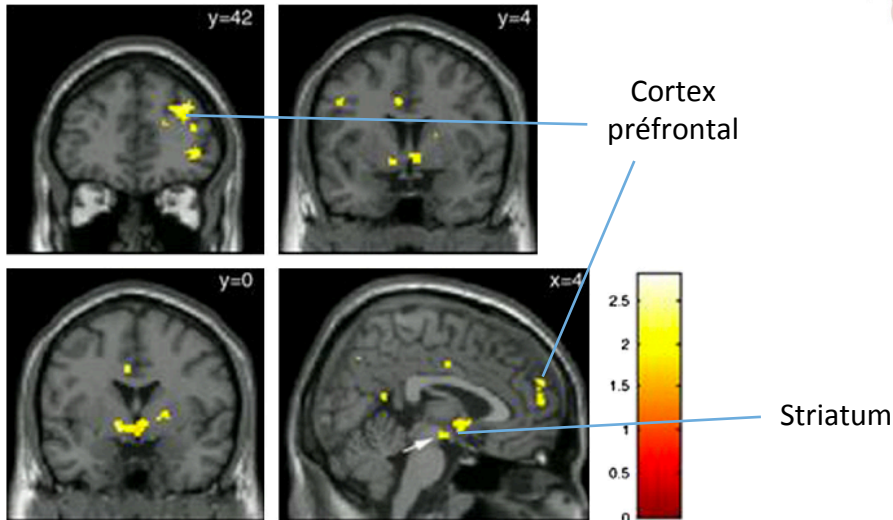 y=42
y=4
Cortex
préfrontal
y=0
x=4
2.5
2
1.5
1
0.5
0
Striatum